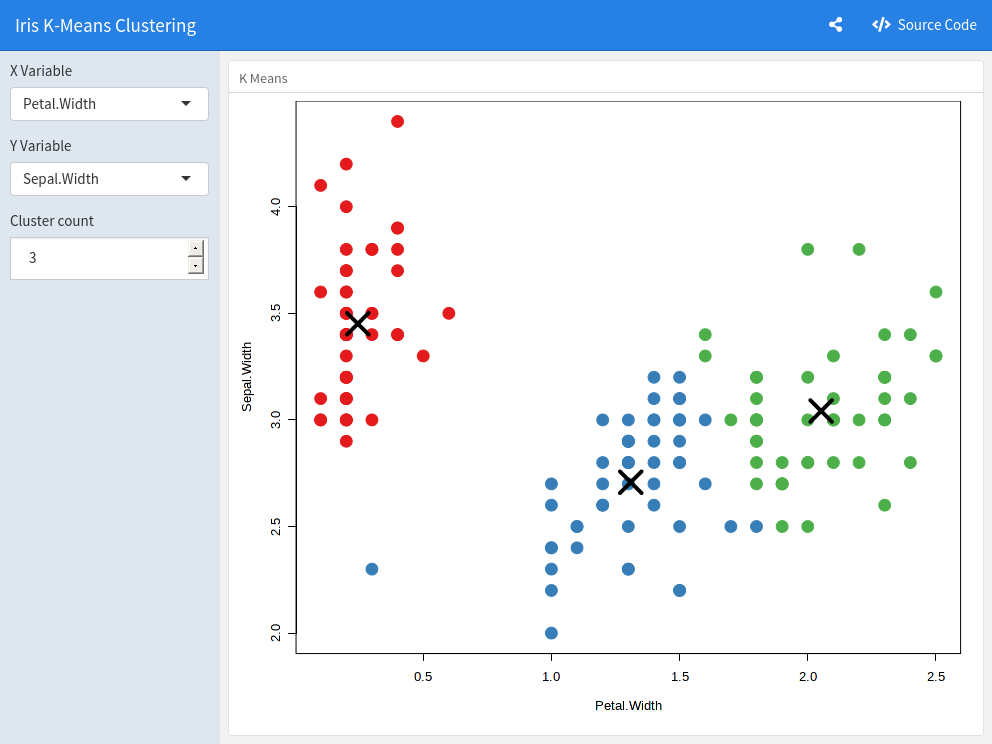 Iris K-Means Clustering
Source Code
X Variable
Petal.Width
Y Variable
Sepal.Width
Cluster count
3
K Means
4.0
3.5
3.0
2.5
2.0
Sepal.Width
0.5 1.0 1.5 2.0 2.5
Petal.Width